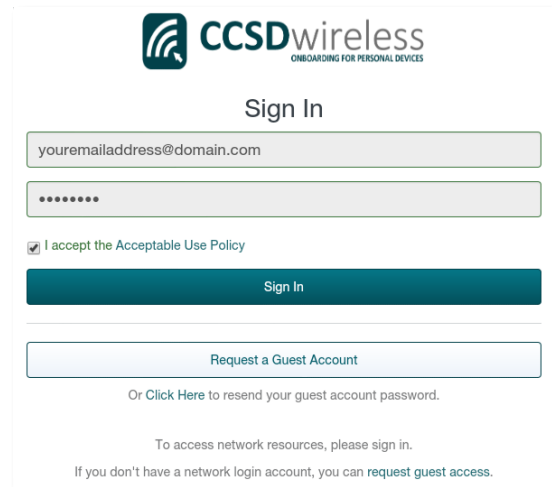 CCSDwireless
ONBOARDING FOR PERSONAL DEVICES
Sign In
youremailaddress@domain.com
••••••••
I accept the Acceptable Use Policy
Sign In
Request a Guest Account
Or Click Here to resend your guest account password.
To access network resources, please sign in.
If you don't have a network login account, you can request guest access.